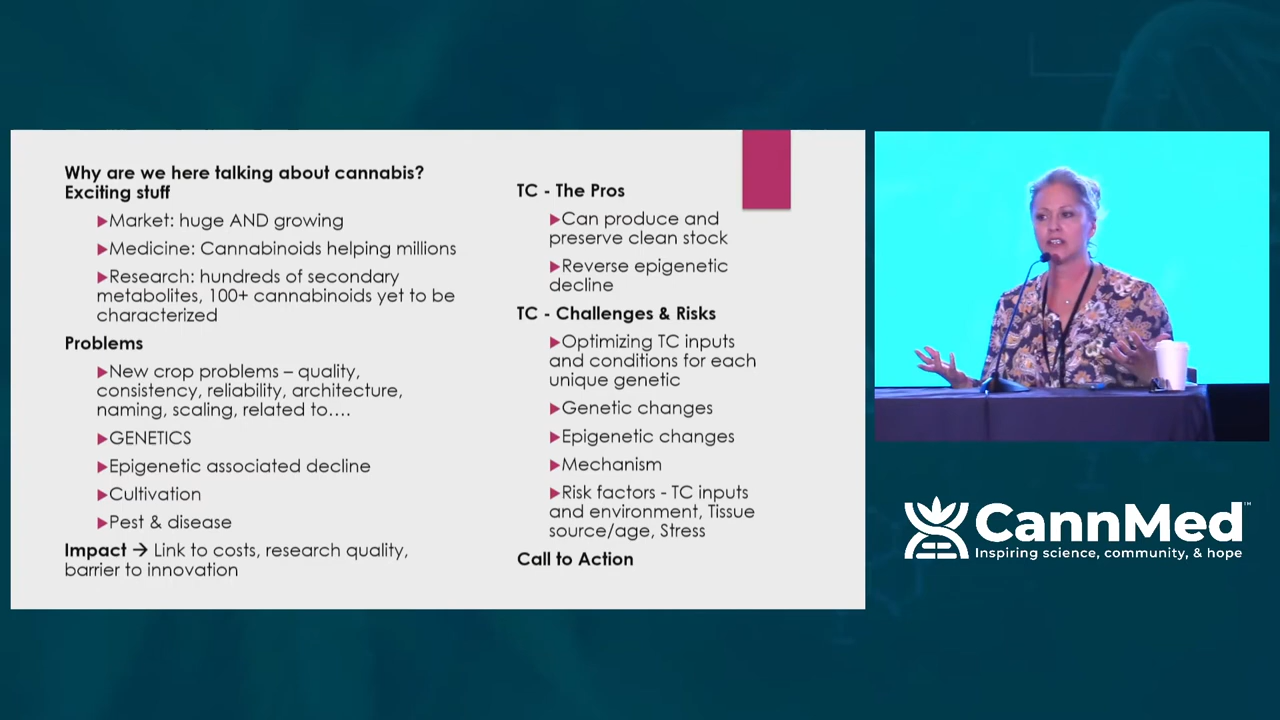 Why are we here talking about cannabis?
Exciting stuff
▶Market: huge AND growing
▶Medicine: Cannabinoids helping millions
▶Research: hundreds of secondary
metabolites, 100+ cannabinoids yet to be
characterized
Problems
▶New crop problems – quality,
consistency, reliability, architecture,
naming, scaling, related to….
▶GENETICS
▶Epigenetic associated decline
▶Cultivation
▶Pest & disease
Impact → Link to costs, research quality,
barrier to innovation
TC - The Pros
▶Can produce and
preserve clean stock
▶Reverse epigenetic
decline
TC - Challenges & Risks
▶Optimizing TC inputs
and conditions for each
unique genetic
▶Genetic changes
▶Epigenetic changes
▶Mechanism
▶Risk factors - TC inputs
and environment, Tissue
source/age, Stress
Call to Action
CannMed™
Inspiring science, community, & hope